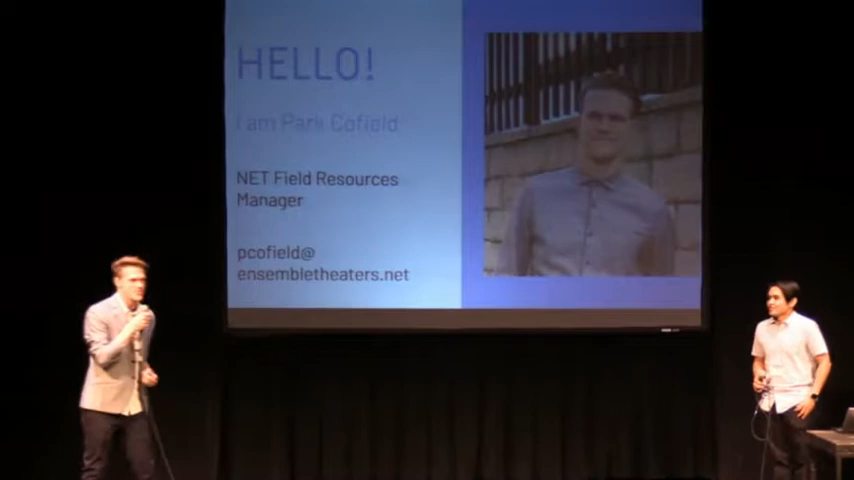 HELLO!
I am Park Cofield
NET Field Resources
Manager
pcofield@
ensembletheaters.net